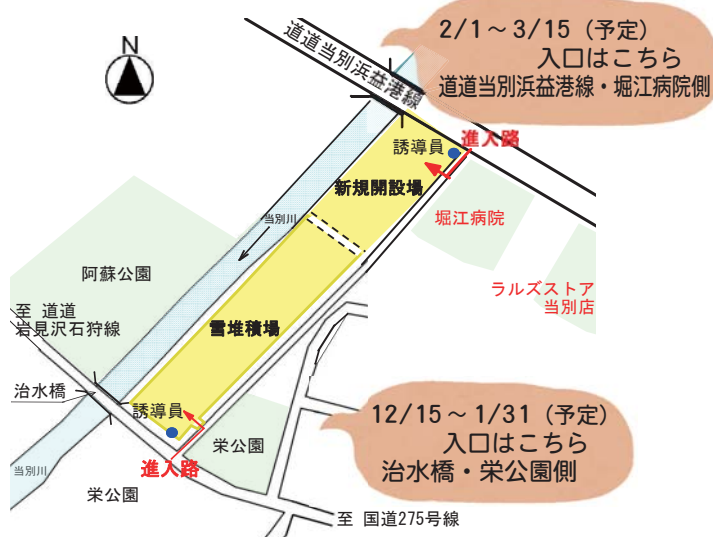 2/1～3/15（予定）
入口はこちら
道道当別浜益港線・堀江病院側
N
道道当別浜益港線
誘導員
進入路
新規開設場
堀江病院
当別川
阿蘇公園
ラルズストア
当別店
至 道道
岩見沢石狩線
雪堆積場
治水橋
誘導員
進入路
栄公園
12/15～1/31（予定）
入口はこちら
治水橋・栄公園側
当別川
栄公園
至 国道275号線